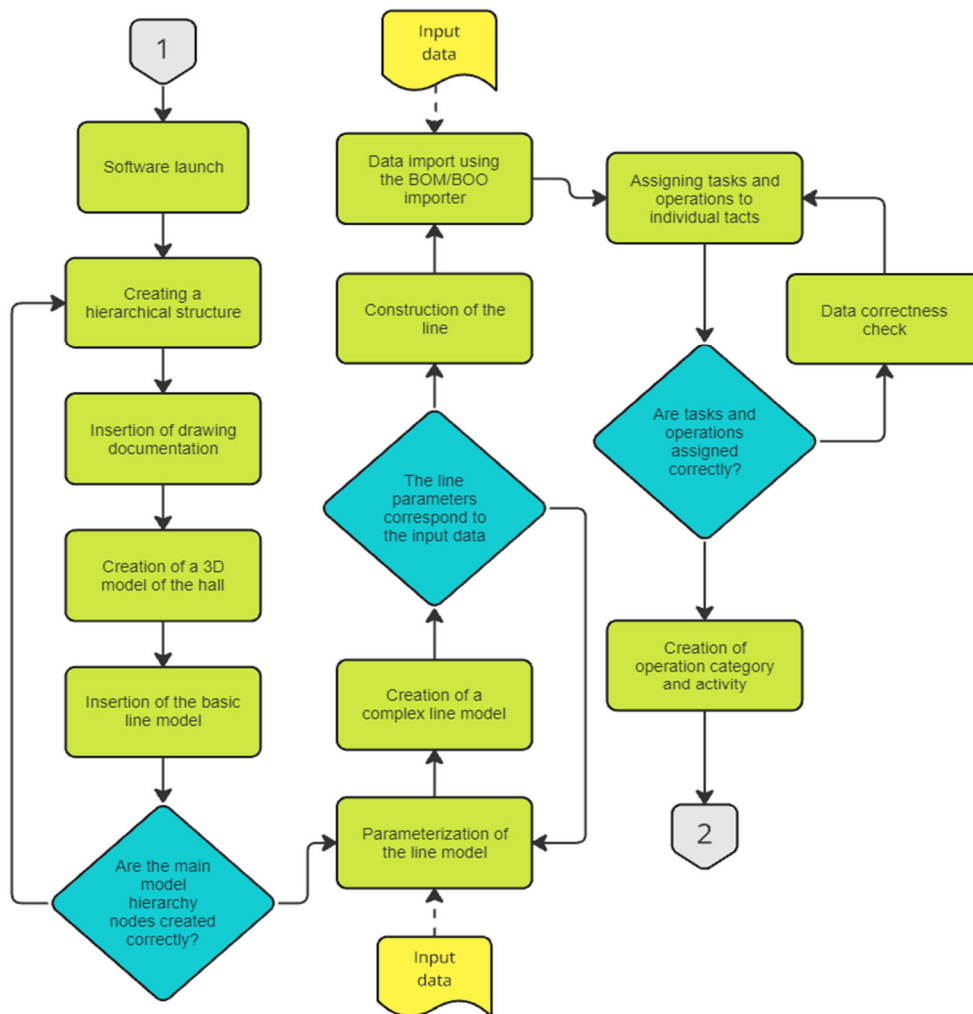 1
Software launch
Creating a
hierarchical structure
Insertion of drawing
documentation
Creation of a 3D
model of the hall
Insertion of the basic
line model
Are the main
model
hierarchy
nodes created
correctly?
Input
data
Data import using
the BOM/BOO
importer
Construction of the
line
The line
parameters
correspond to
the input data
Creation of a
complex line model
Parameterization of
the line model
Input
data
Assigning tasks and
operations to
individual tacts
Data correctness
check
Are tasks and
operations
assigned
correctly?
Creation of
operation category
and activity
2